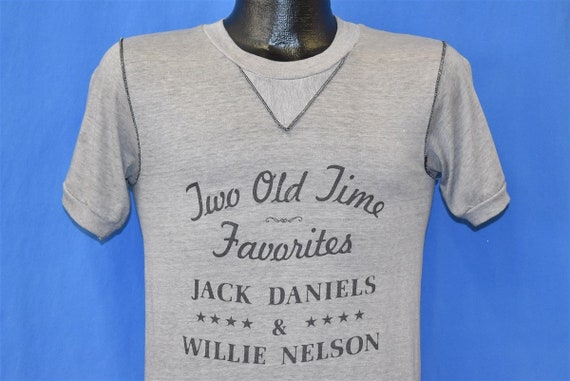 Two Old Time
Favorites
JACK DANIELS
★★★★ & ★★★★
WILLIE NELSON